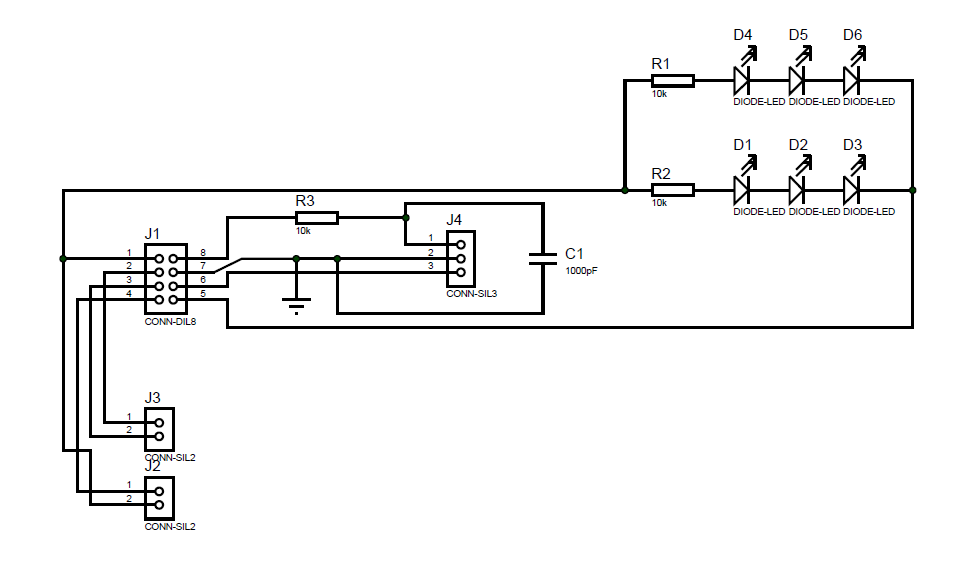 D4 D5 D6
R1
10k
DIODE-LED DIODE-LED DIODE-LED
D1 D2 D3
R2
10k
DIODE-LED DIODE-LED DIODE-LED
R3
10k
J4
1
2
3
CONN-SIL3
C1
1000pF
J1
1 8
2 7
3 6
4 5
CONN-DIL8
J3
1
2
CONN-SIL2
J2
1
2
CONN-SIL2